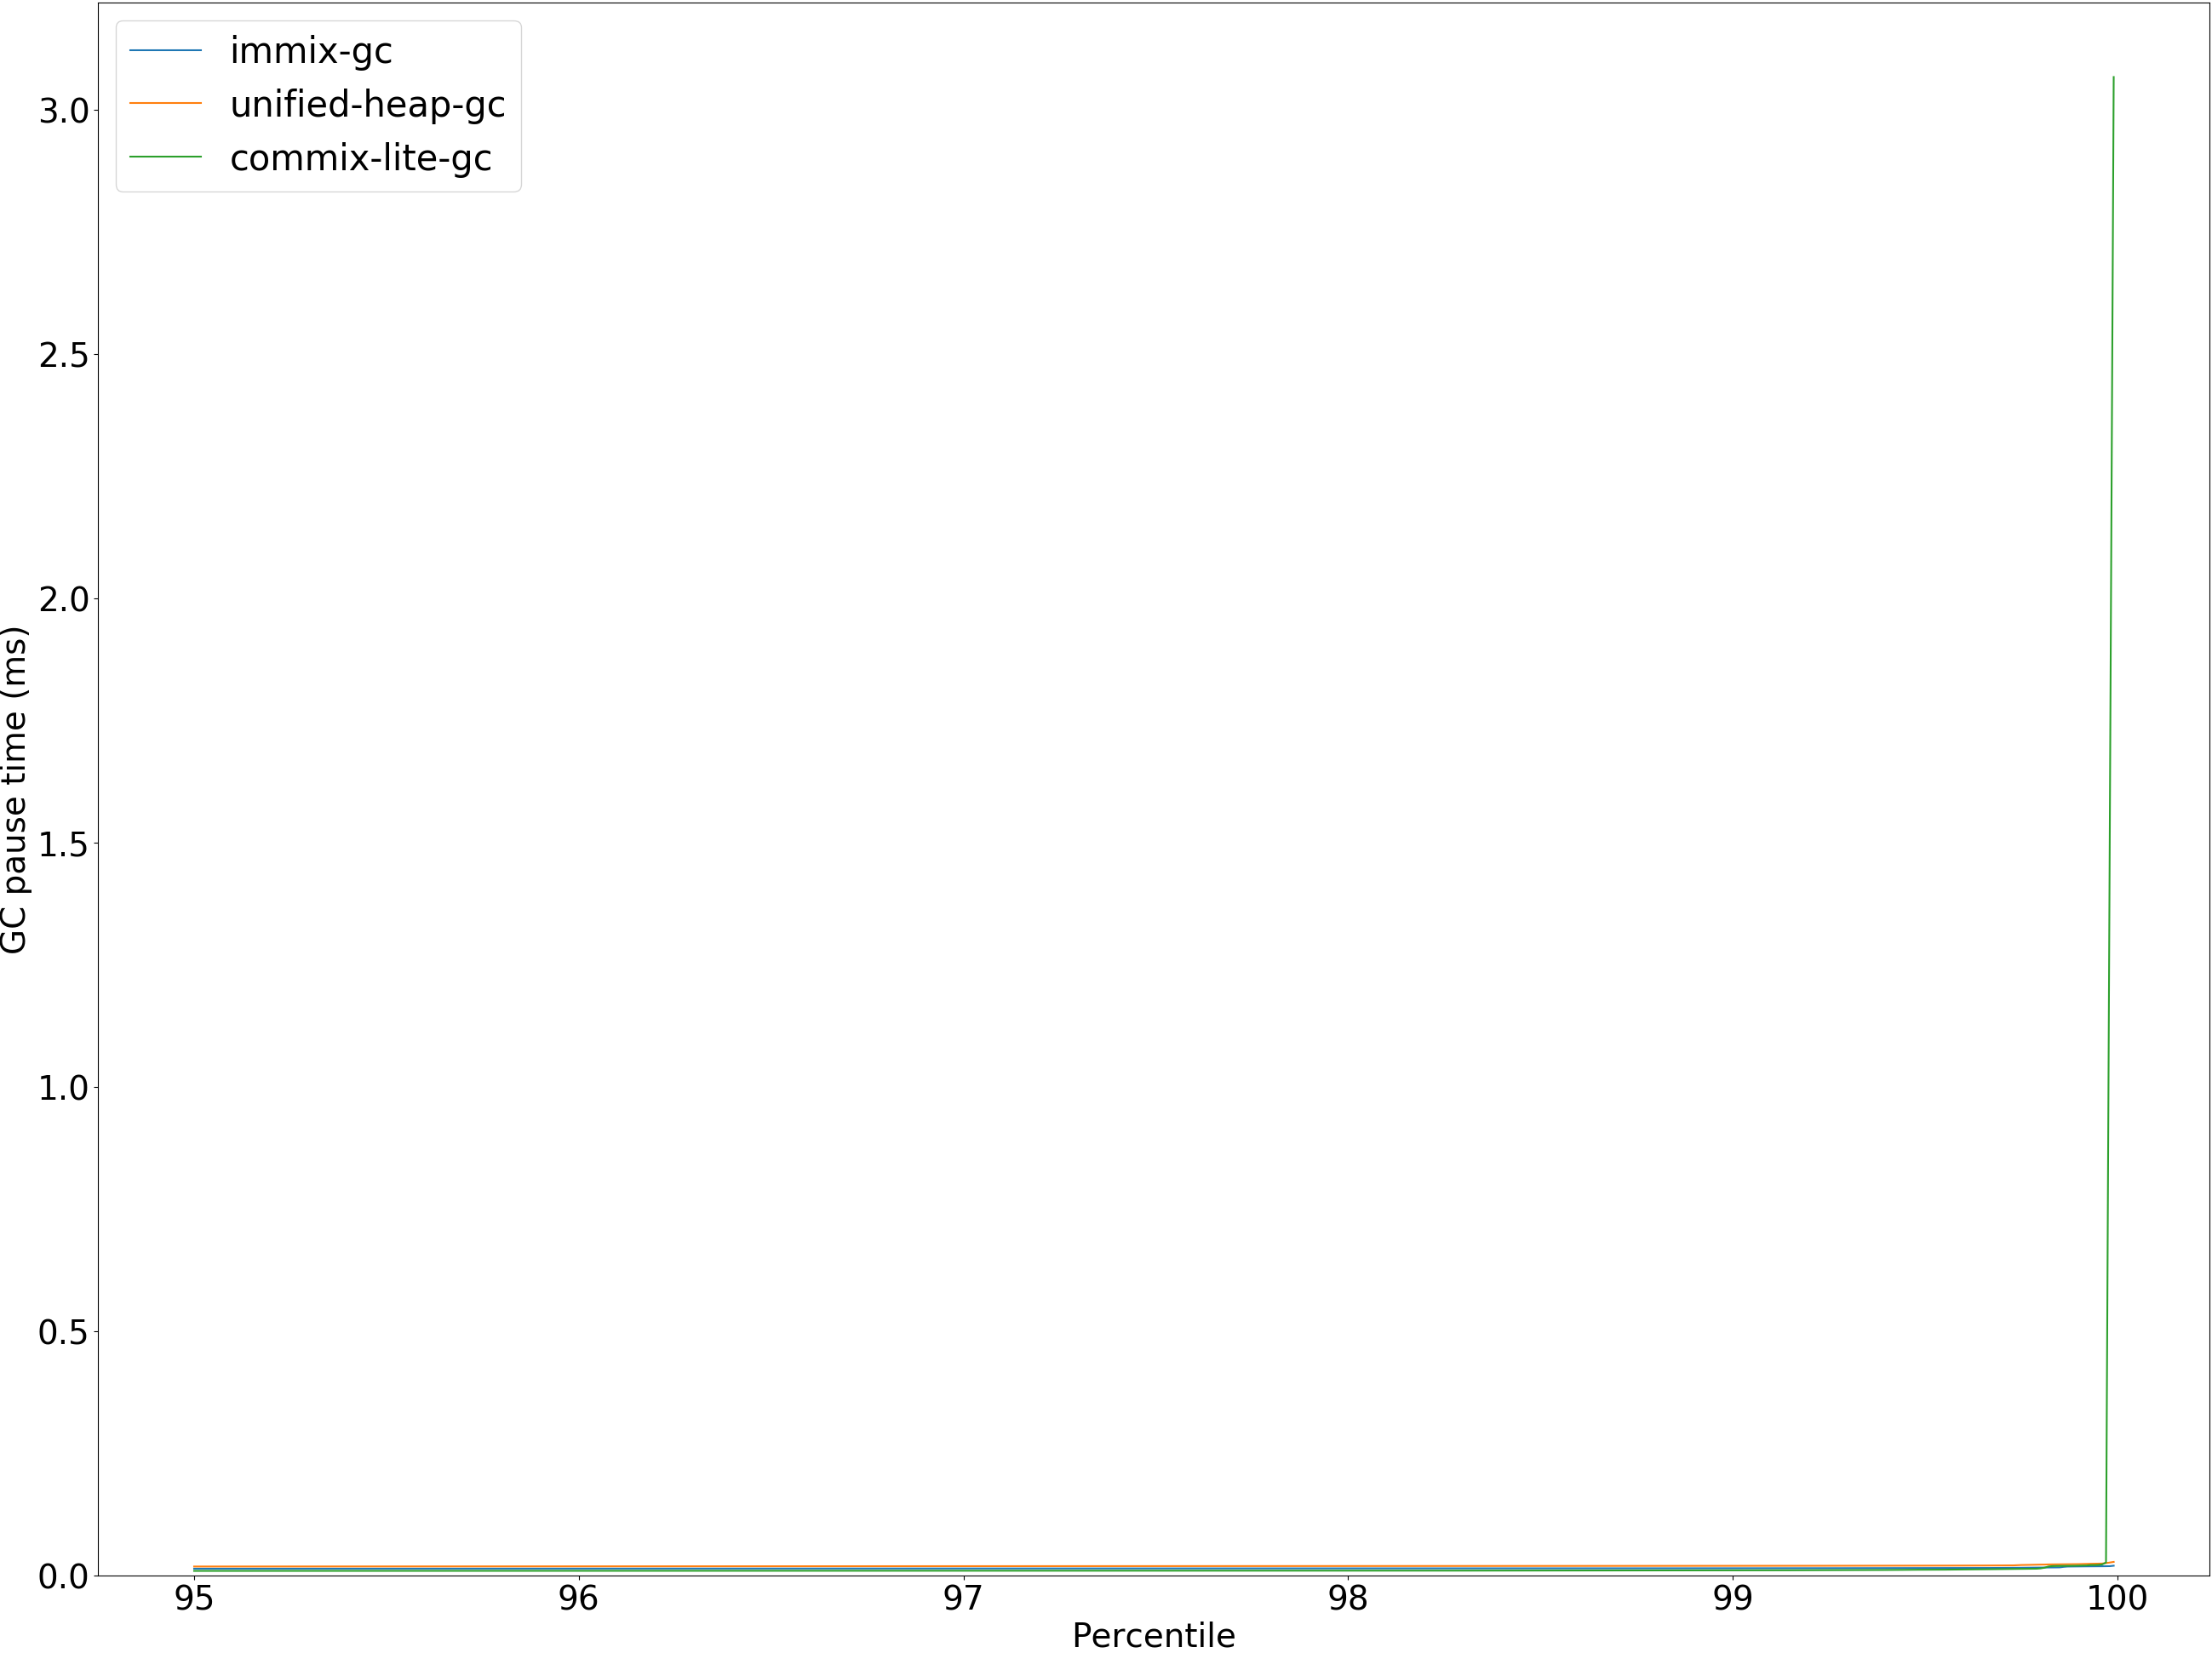 immix-gc
unified-heap-gc
commix-lite-gc
3.0
2.5
2.0
1.5
1.0
0.5
0.0
GC pause time (ms)
95 96 97 98 99 100
Percentile